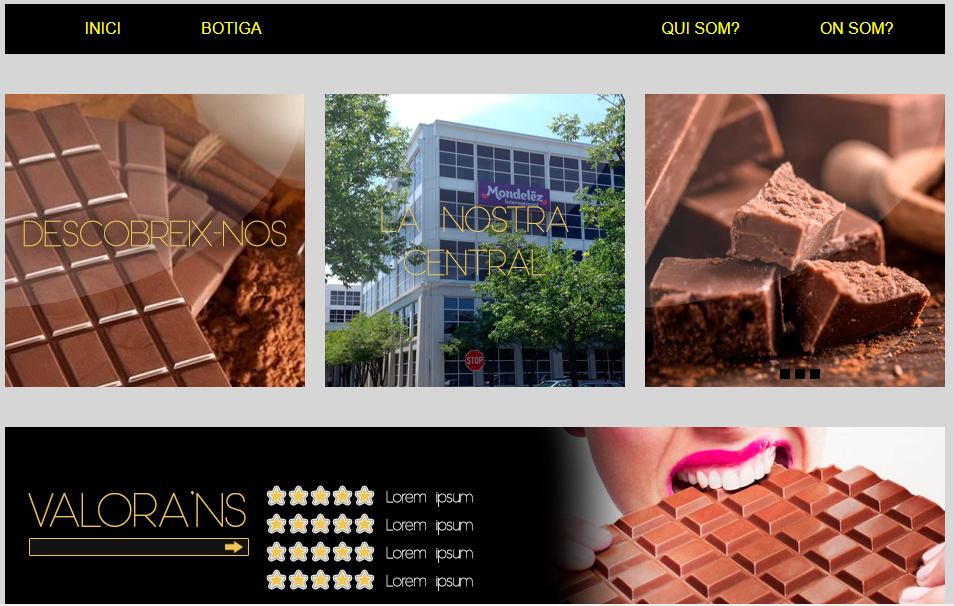 INICI
BOTIGA
QUI SOM?
ON SOM?
DESCOBREIX-NOS
Mondelēz
International
LA NOSTRA
CENTRAL
STOP
VALORA'NS
Lorem ipsum
Lorem ipsum
Lorem ipsum
Lorem ipsum